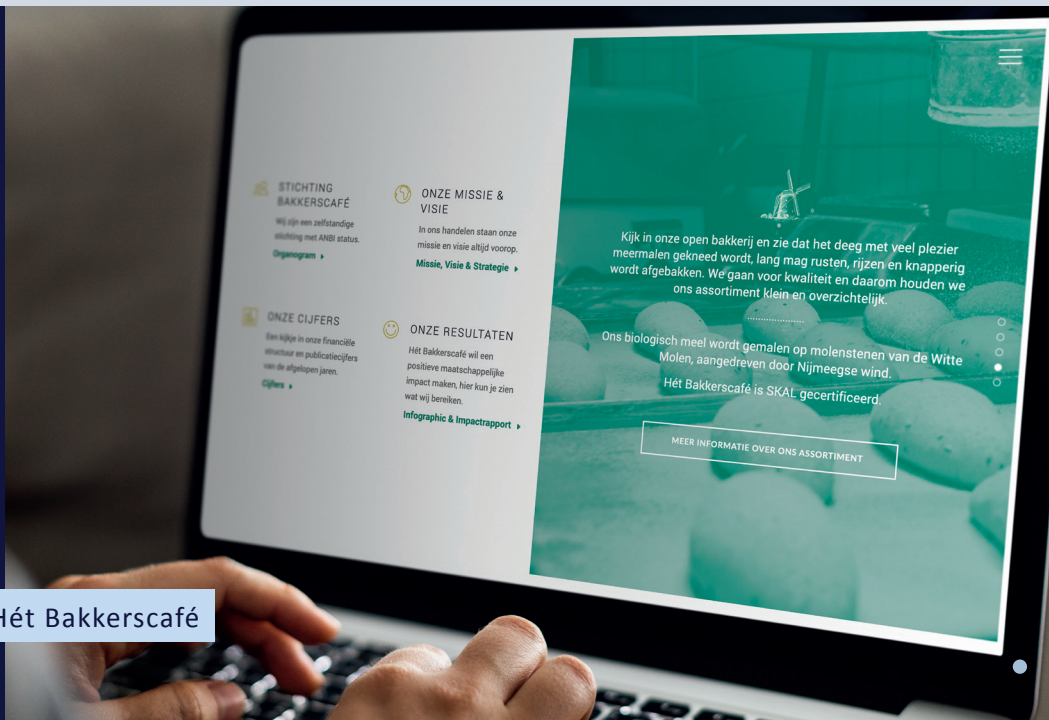 STICHTING
BAKKERSCAFÉ
Wij zijn een zelfstandige
stichting met ANBI status.
Organogram
ONZE MISSIE &
VISIE
In ons handelen staan onze
missie en visie altijd voorop.
Missie, Visie & Strategie
ONZE CIJFERS
Een kijkje in onze financiële
structuur en publicatiecijfers
van de afgelopen jaren.
Cijfers
ONZE RESULTATEN
Hét Bakkerscafé wil een
positieve maatschappelijke
impact maken, hier kun je zien
wat wij bereiken.
Infographic & Impactrapport
Kijk in onze open bakkerij en zie dat het deeg met veel plezier
meermalen gekneed wordt, lang mag rusten, rijzen en knapperig
wordt afgebakken. We gaan voor kwaliteit en daarom houden we
ons assortiment klein en overzichtelijk.
Ons biologisch meel wordt gemalen op molenstenen van de Witte
Molen, aangedreven door Nijmeegse wind.
Hét Bakkerscafé is SKAL gecertificeerd.
MEER INFORMATIE OVER ONS ASSORTIMENT
Hét Bakkerscafé